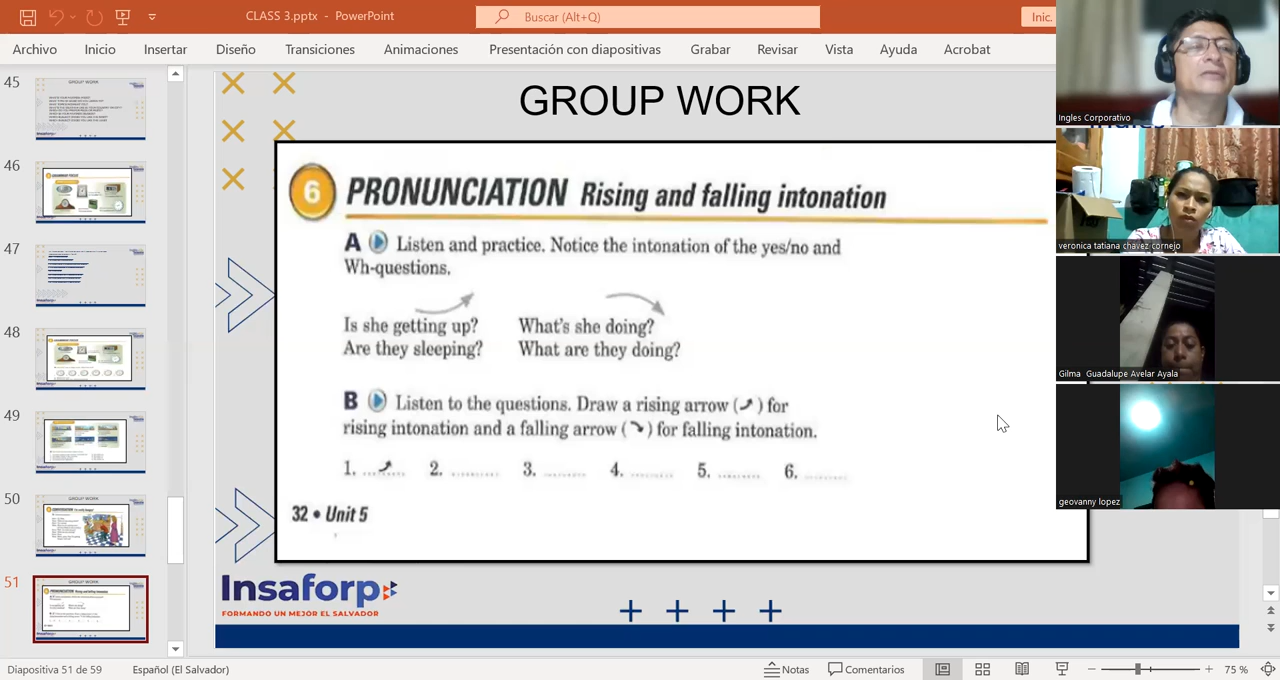 CLASS 3.pptx - PowerPoint
Buscar (Alt+Q)
Inic.
Archivo Inicio Insertar Diseño Transiciones Animaciones Presentación con diapositivas Grabar Revisar Vista Ayuda Acrobat
Ingles Corporativo
veronica tatiana chavez cornejo
Gilma Guadalupe Avelar Ayala
geovanny lopez
45
46
47
48
49
50
51
GROUP WORK
6 PRONUNCIATION Rising and falling intonation
A Listen and practice. Notice the intonation of the yes/no and
Wh-questions.
Is she getting up? What's she doing?
Are they sleeping? What are they doing?
B Listen to the questions. Draw a rising arrow ( ) for
rising intonation and a falling arrow ( ) for falling intonation.
1. 2. 3. 4. 5. 6.
32 • Unit 5
Insaforp
FORMANDO UN MEJOR EL SALVADOR
Diapositiva 51 de 59 Español (El Salvador) Notas Comentarios 75 %